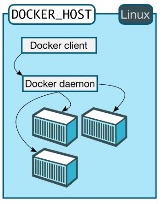 DOCKER_HOST
Linux
Docker client
Docker daemon